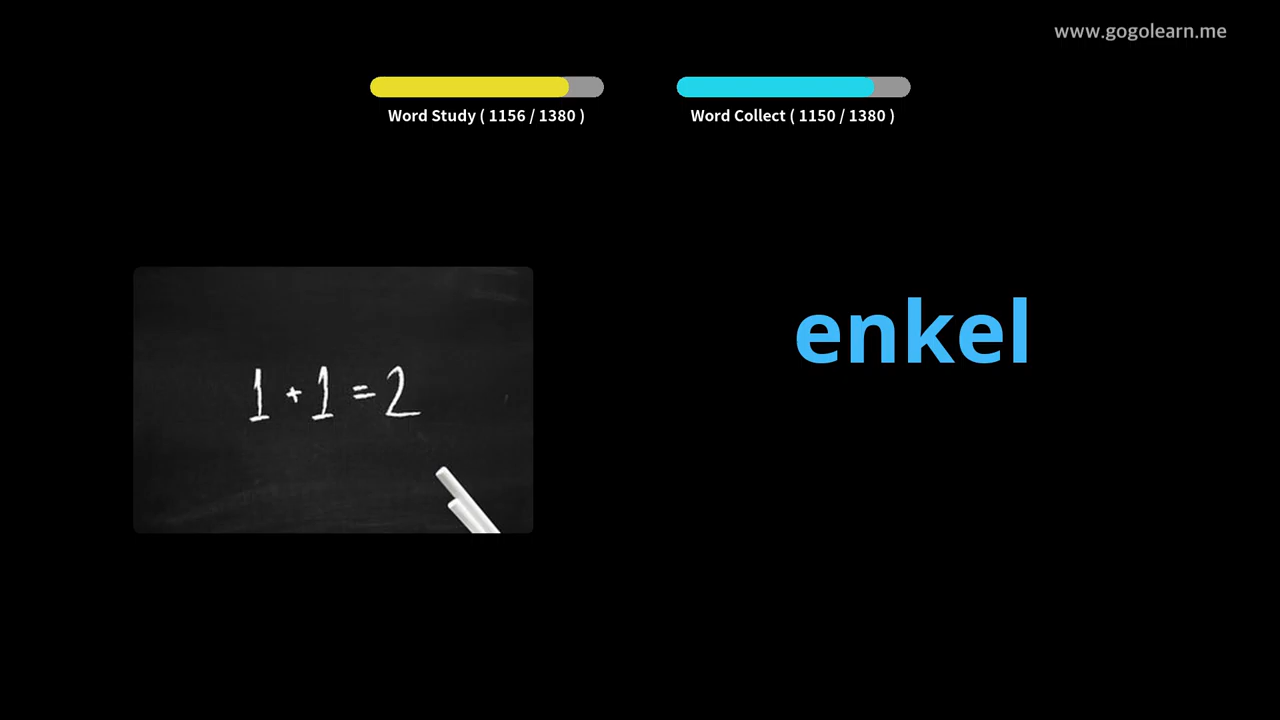 www.gogolearn.me
Word Study ( 1156 / 1380 )
Word Collect ( 1150 / 1380 )
1 + 1 = 2
enkel